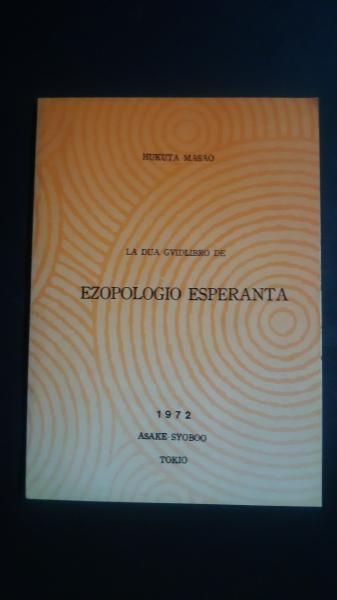 HUKUTA MASAO
LA DUA GVIDLIBRO DE
EZOPOLOGIO ESPERANTA
1972
ASAKE-SYOBOO
TOKIO